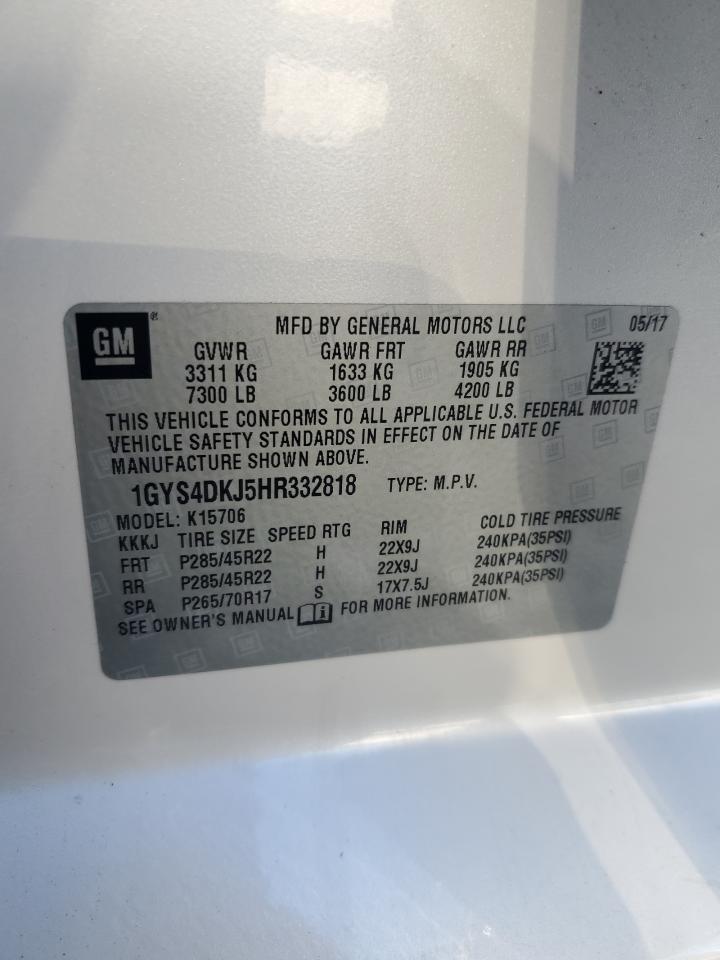 GM ®
MFD BY GENERAL MOTORS LLC 05/17
GVWR GAWR FRT GAWR RR
3311 KG 1633 KG 1905 KG
7300 LB 3600 LB 4200 LB
THIS VEHICLE CONFORMS TO ALL APPLICABLE U.S. FEDERAL MOTOR
VEHICLE SAFETY STANDARDS IN EFFECT ON THE DATE OF
MANUFACTURE SHOWN ABOVE.
1GYS4DKJ5HR332818 TYPE: M.P.V.
MODEL: K15706
KKKJ TIRE SIZE SPEED RTG RIM COLD TIRE PRESSURE
FRT P285/45R22 H 22X9J 240KPA(35PSI)
RR P285/45R22 H 22X9J 240KPA(35PSI)
SPA P265/70R17 S 17X7.5J 240KPA(35PSI)
SEE OWNER'S MANUAL i FOR MORE INFORMATION.